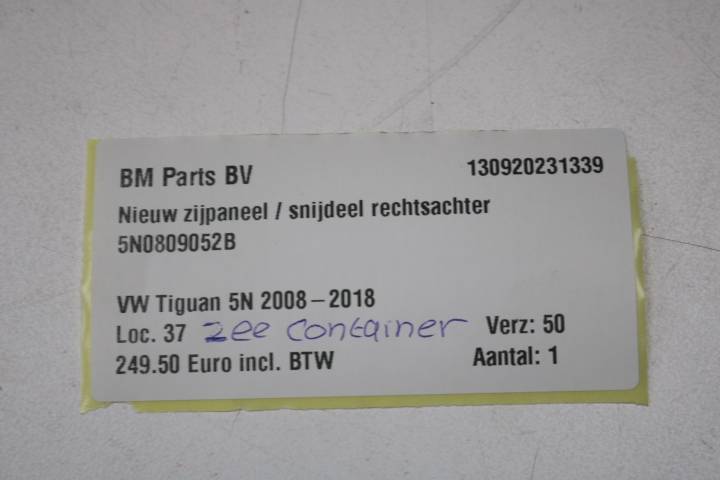 BM Parts BV 130920231339
Nieuw zijpaneel / snijdeel rechtsachter
5N0809052B
VW Tiguan 5N 2008-2018
Loc. 37 zee container Verz: 50
249.50 Euro incl. BTW Aantal: 1